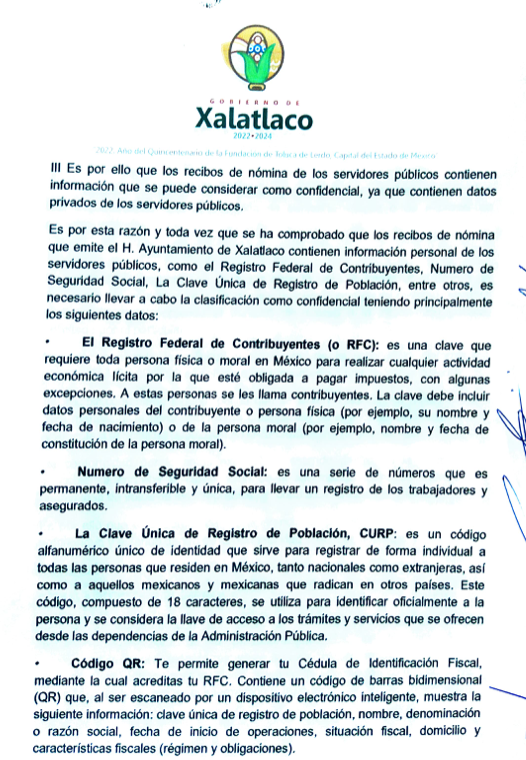 GOBIERNO DE
Xalatlaco
2022•2024
"2022. Año del Quincentenario de la Fundación de Toluca de Lerdo, Capital del Estado de México"
III Es por ello que los recibos de nómina de los servidores públicos contienen
información que se puede considerar como confidencial, ya que contienen datos
privados de los servidores públicos.
Es por esta razón y toda vez que se ha comprobado que los recibos de nómina
que emite el H. Ayuntamiento de Xalatlaco contienen información personal de los
servidores públicos, como el Registro Federal de Contribuyentes, Numero de
Seguridad Social, La Clave Única de Registro de Población, entre otros, es
necesario llevar a cabo la clasificación como confidencial teniendo principalmente
los siguientes datos:
• El Registro Federal de Contribuyentes (o RFC): es una clave que
requiere toda persona física o moral en México para realizar cualquier actividad
económica lícita por la que esté obligada a pagar impuestos, con algunas
excepciones. A estas personas se les llama contribuyentes. La clave debe incluir
datos personales del contribuyente o persona física (por ejemplo, su nombre y
fecha de nacimiento) o de la persona moral (por ejemplo, nombre y fecha de
constitución de la persona moral).
• Numero de Seguridad Social: es una serie de números que es
permanente, intransferible y única, para llevar un registro de los trabajadores y
asegurados.
• La Clave Única de Registro de Población, CURP: es un código
alfanumérico único de identidad que sirve para registrar de forma individual a
todas las personas que residen en México, tanto nacionales como extranjeras, así
como a aquellos mexicanos y mexicanas que radican en otros países. Este
código, compuesto de 18 caracteres, se utiliza para identificar oficialmente a la
persona y se considera la llave de acceso a los trámites y servicios que se ofrecen
desde las dependencias de la Administración Pública.
• Código QR: Te permite generar tu Cédula de Identificación Fiscal,
mediante la cual acreditas tu RFC. Contiene un código de barras bidimensional
(QR) que, al ser escaneado por un dispositivo electrónico inteligente, muestra la
siguiente información: clave única de registro de población, nombre, denominación
o razón social, fecha de inicio de operaciones, situación fiscal, domicilio y
características fiscales (régimen y obligaciones).